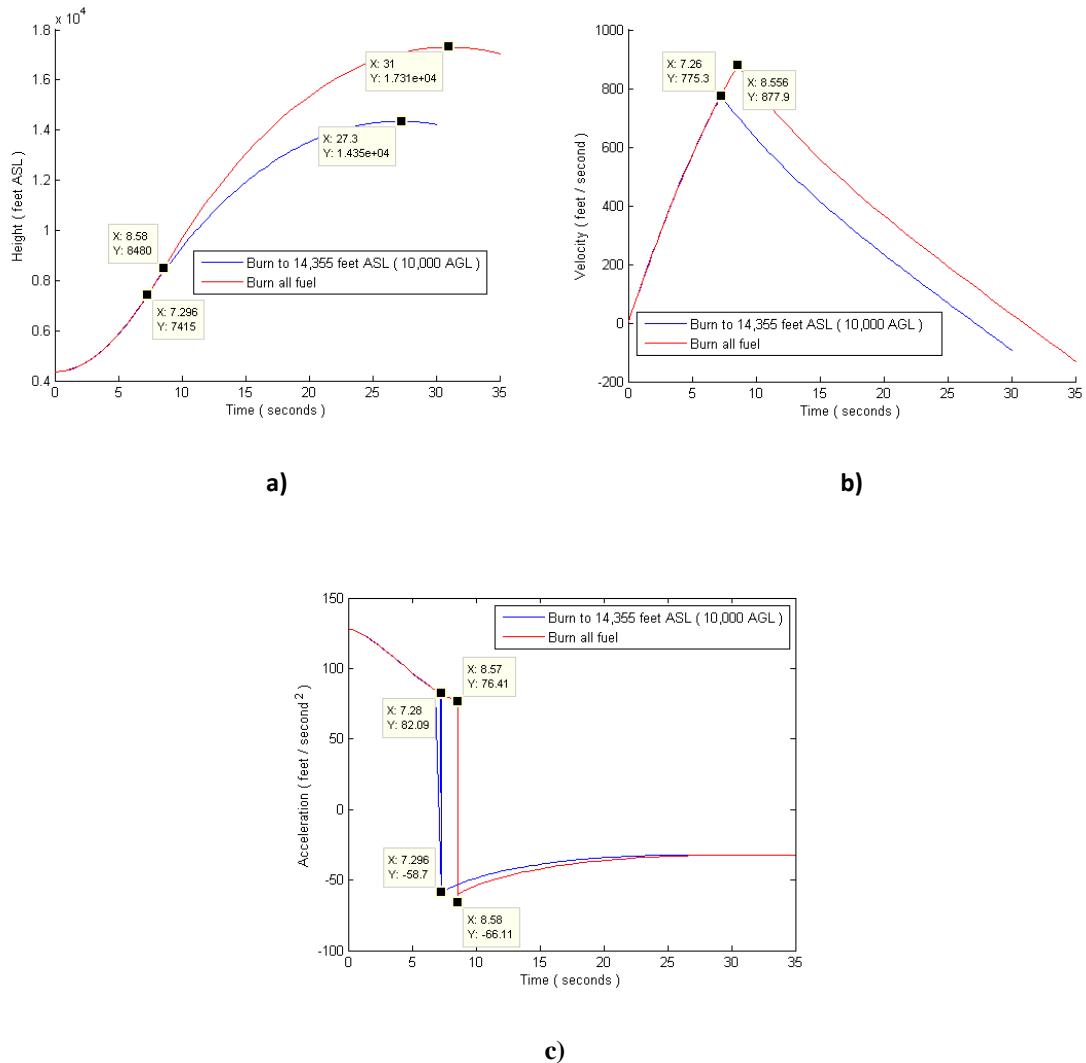 x 10^4
1.8
1.6
1.4
1.2
1
0.8
0.6
0.4
Height ( feet ASL )
X: 31
Y: 1.731e+04
X: 27.3
Y: 1.435e+04
X: 8.58
Y: 8480
X: 7.296
Y: 7415
Burn to 14,355 feet ASL ( 10,000 AGL )
Burn all fuel
0 5 10 15 20 25 30 35
Time ( seconds )
a)
1000
800
600
400
200
0
-200
Velocity ( feet / second )
X: 7.26
Y: 775.3
X: 8.556
Y: 877.9
Burn to 14,355 feet ASL ( 10,000 AGL )
Burn all fuel
0 5 10 15 20 25 30 35
Time ( seconds )
b)
150
100
50
0
-50
-100
Acceleration ( feet / second ^2 )
Burn to 14,355 feet ASL ( 10,000 AGL )
Burn all fuel
X: 8.57
Y: 76.41
X: 7.28
Y: 82.09
X: 7.296
Y: -58.7
X: 8.58
Y: -66.11
0 5 10 15 20 25 30 35
Time ( seconds )
c)